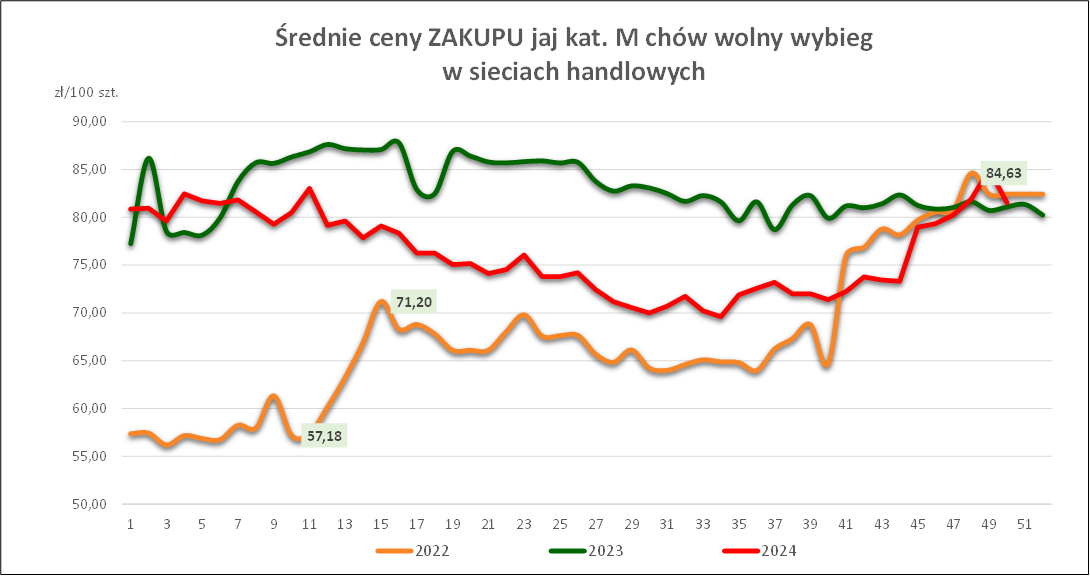 Średnie ceny ZAKUPU jaj kat. M chów wolny wybieg
w sieciach handlowych
zł/100 szt.
90,00
85,00
80,00
75,00
70,00
65,00
60,00
55,00
50,00
84,63
71,20
57,18
1 3 5 7 9 11 13 15 17 19 21 23 25 27 29 31 33 35 37 39 41 43 45 47 49 51
2022 2023 2024